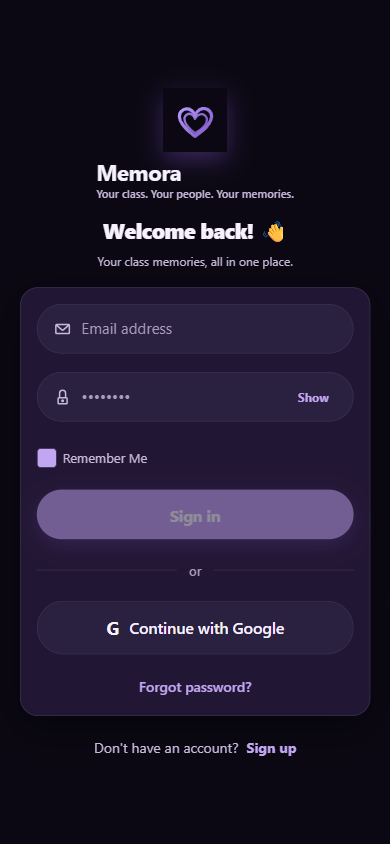 Memora
Your class. Your people. Your memories.
Welcome back! 👋
Your class memories, all in one place.
Email address
•••••••• Show
Remember Me
Sign in
or
G Continue with Google
Forgot password?
Don't have an account? Sign up